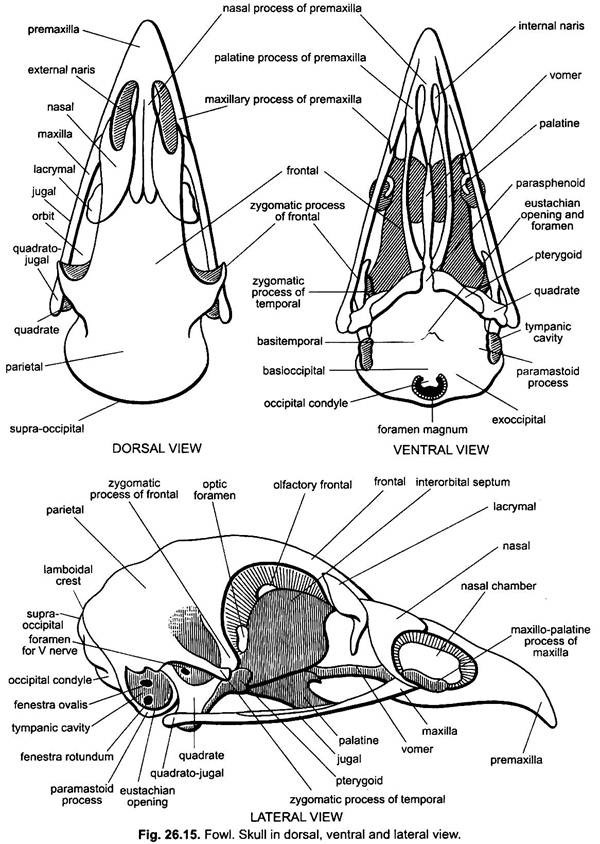 nasal process of premaxilla
premaxilla
internal naris
palatine process of premaxilla
external naris
vomer
nasal
maxillary process of premaxilla
maxilla
palatine
lacrymal
frontal
parasphenoid
jugal
zygomatic process
of frontal
eustachian
opening and
foramen
orbit
quadrato-
jugal
pterygoid
zygomatic
process of
temporal
quadrate
quadrate
tympanic
cavity
basitemporal
parietal
basioccipital
paramastoid
process
occipital condyle
exoccipital
supra-occipital
foramen magnum
DORSAL VIEW
VENTRAL VIEW
zygomatic
process of frontal
optic
foramen
olfactory frontal
frontal
interorbital septum
parietal
lacrymal
nasal
lamboidal
crest
nasal chamber
supra-
occipital
maxillo-palatine
process of
maxilla
foramen
for V nerve
occipital condyle
fenestra ovalis
tympanic cavity
maxilla
palatine
vomer
fenestra rotundum
quadrate
jugal
premaxilla
quadrato-jugal
pterygoid
paramastoid
process
eustachian
opening
zygomatic process of temporal
LATERAL VIEW
Fig. 26.15. Fowl. Skull in dorsal, ventral and lateral view.